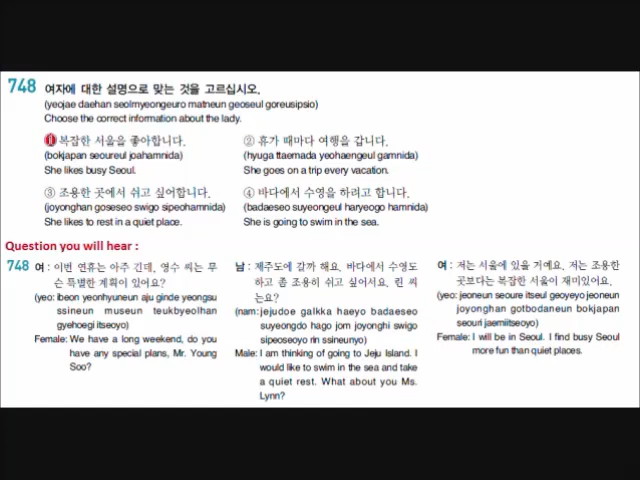 748 여자에 대한 설명으로 맞는 것을 고르십시오.
(yeojae daehan seolmyeongeuro matneun geoseul goreusipsio)
Choose the correct information about the lady.
① 복잡한 서울을 좋아합니다.
(bokjapan seoureul joahamnida)
She likes busy Seoul.
② 휴가 때마다 여행을 갑니다.
(hyuga ttaemada yeohaengeul gamnida)
She goes on a trip every vacation.
③ 조용한 곳에서 쉬고 싶어합니다.
(joyonghan goseseo swigo sipeohamnida)
She likes to rest in a quiet place.
④ 바다에서 수영을 하려고 합니다.
(badaeseo suyeongeul haryeogo hamnida)
She is going to swim in the sea.
Question you will hear :
748 여 : 이번 연휴는 아주 긴데, 영수 씨는 무
슨 특별한 계획이 있어요?
(yeo: ibeon yeonhyuneun aju ginde yeongsu
ssineun museun teukbyeolhan
gyehoegi itseoyo)
Female: We have a long weekend, do you
have any special plans, Mr. Young
Soo?
남 : 제주도에 갈까 해요. 바다에서 수영도
하고 좀 조용히 쉬고 싶어서요. 린 씨
는요?
(nam: jejudoe galkka haeyo badaeseo
suyeongdo hago jom joyonghi swigo
sipeoseoyo rin ssineunyo)
Male: I am thinking of going to Jeju Island. I
would like to swim in the sea and take
a quiet rest. What about you Ms.
Lynn?
여 : 저는 서울에 있을 거예요. 저는 조용한
곳보다는 복잡한 서울이 재미있어요.
(yeo: jeoneun seoure itseul geoyeyo jeoneun
joyonghan gotbodaneun bokjapan
seouri jaemiitseoyo)
Female: I will be in Seoul. I find busy Seoul
more fun than quiet places.